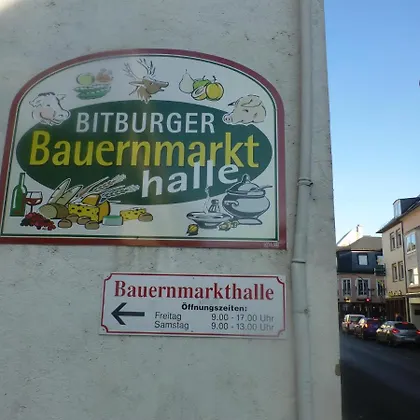 BITBURGER
Bauernmarkt
halle
Bauernmarkthalle
Öffnungszeiten:
Freitag 9.00 - 17.00 Uhr
Samstag 9.00 - 13.00 Uhr